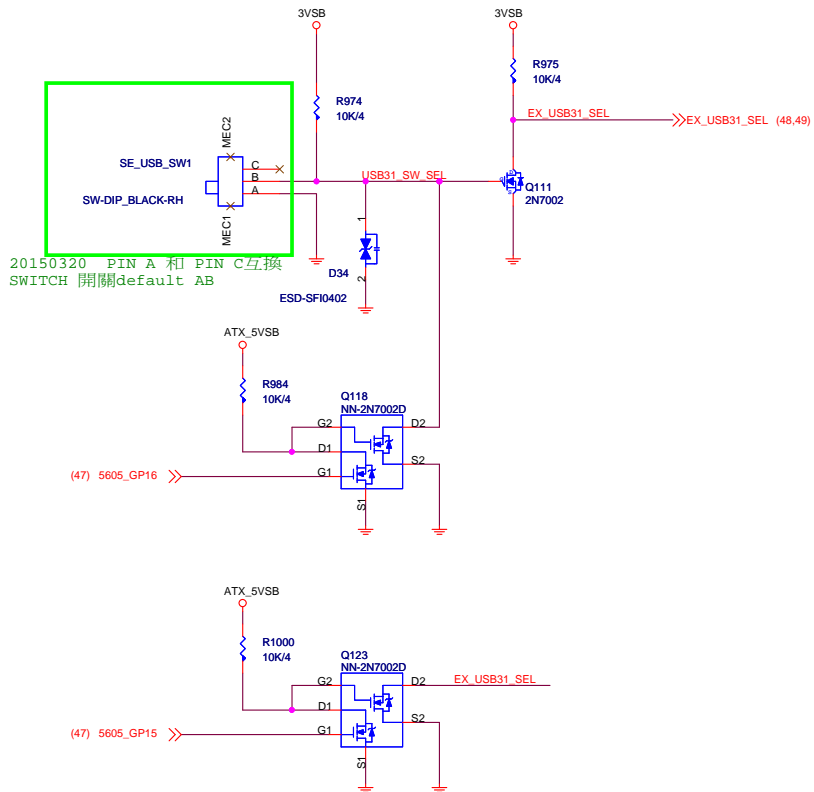 3VSB
3VSB
R975
10K/4
R974
10K/4
EX_USB31_SEL
EX_USB31_SEL (48,49)
MEC2
SE_USB_SW1
C
B
A
USB31_SW_SEL
D
G
S
Q111
2N7002
SW-DIP_BLACK-RH
MEC1
1
2
D34
ESD-SFI0402
20150320 PIN A 和 PIN C互換
SWITCH 開關default AB
ATX_5VSB
R984
10K/4
Q118
NN-2N7002D
G2
D2
D1
S2
G1
(47) 5605_GP16
S1
ATX_5VSB
R1000
10K/4
Q123
NN-2N7002D
G2
D2
EX_USB31_SEL
D1
S2
G1
(47) 5605_GP15
S1